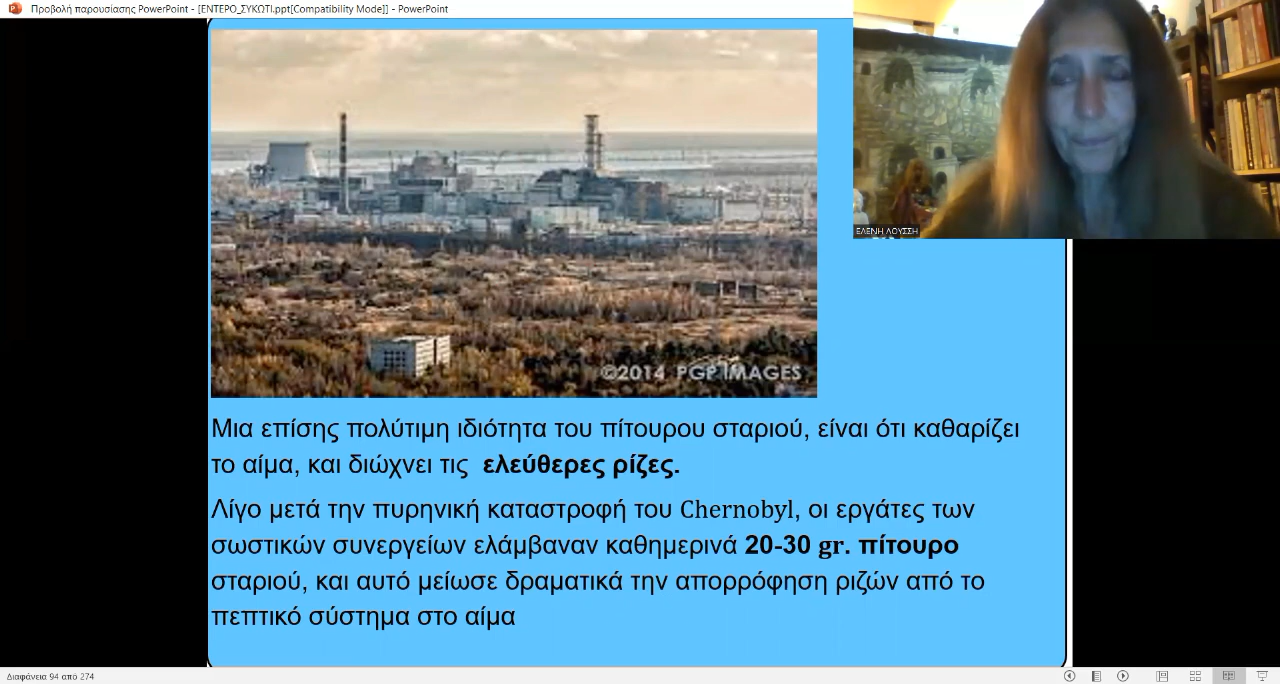 Προβολή παρουσίασης PowerPoint - [ΕΝΤΕΡΟ_ΣΥΚΩΤΙ.ppt[Compatibility Mode]] - PowerPoint
ΕΛΕΝΗ ΛΟΥΣΣΗ
©2014 PGP IMAGES
Μια επίσης πολύτιμη ιδιότητα του πίτουρου σταριού, είναι ότι καθαρίζει
το αίμα, και διώχνει τις ελεύθερες ρίζες.
Λίγο μετά την πυρηνική καταστροφή του Chernobyl, οι εργάτες των
σωστικών συνεργείων ελάμβαναν καθημερινά 20-30 gr. πίτουρο
σταριού, και αυτό μείωσε δραματικά την απορρόφηση ριζών από το
πεπτικό σύστημα στο αίμα
Διαφάνεια 94 από 274